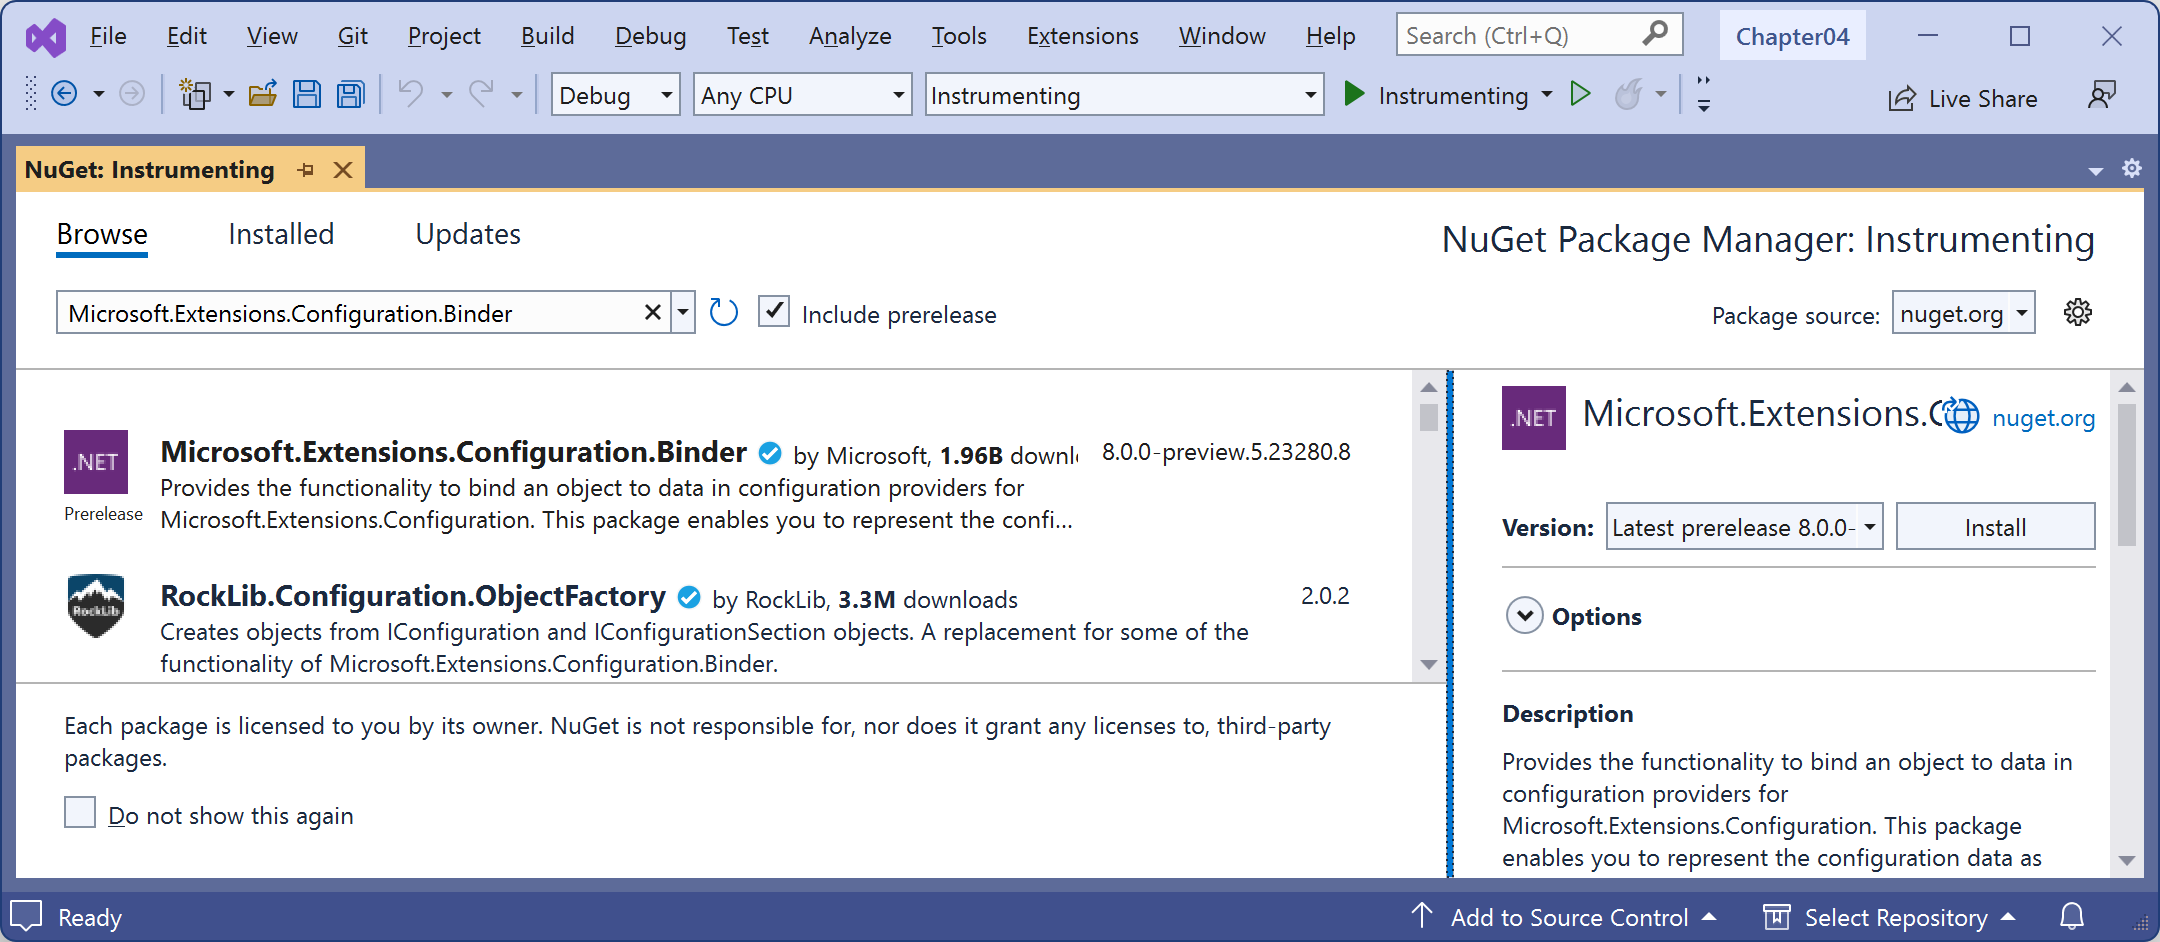 File Edit View Git Project Build Debug Test Analyze Tools Extensions Window Help Search (Ctrl+Q) Chapter04
Debug Any CPU Instrumenting Instrumenting Live Share
NuGet: Instrumenting
Browse Installed Updates NuGet Package Manager: Instrumenting
Microsoft.Extensions.Configuration.Binder Include prerelease Package source: nuget.org
.NET Microsoft.Extensions.Configuration.Binder by Microsoft, 1.96B downl 8.0.0-preview.5.23280.8
Prerelease
Provides the functionality to bind an object to data in configuration providers for
Microsoft.Extensions.Configuration. This package enables you to represent the confi...
RockLib RockLib.Configuration.ObjectFactory by RockLib, 3.3M downloads 2.0.2
Creates objects from IConfiguration and IConfigurationSection objects. A replacement for some of the
functionality of Microsoft.Extensions.Configuration.Binder.
Each package is licensed to you by its owner. NuGet is not responsible for, nor does it grant any licenses to, third-party
packages.
Do not show this again
.NET Microsoft.Extensions.C nuget.org
Version: Latest prerelease 8.0.0- Install
Options
Description
Provides the functionality to bind an object to data in
configuration providers for
Microsoft.Extensions.Configuration. This package
enables you to represent the configuration data as
Ready Add to Source Control Select Repository